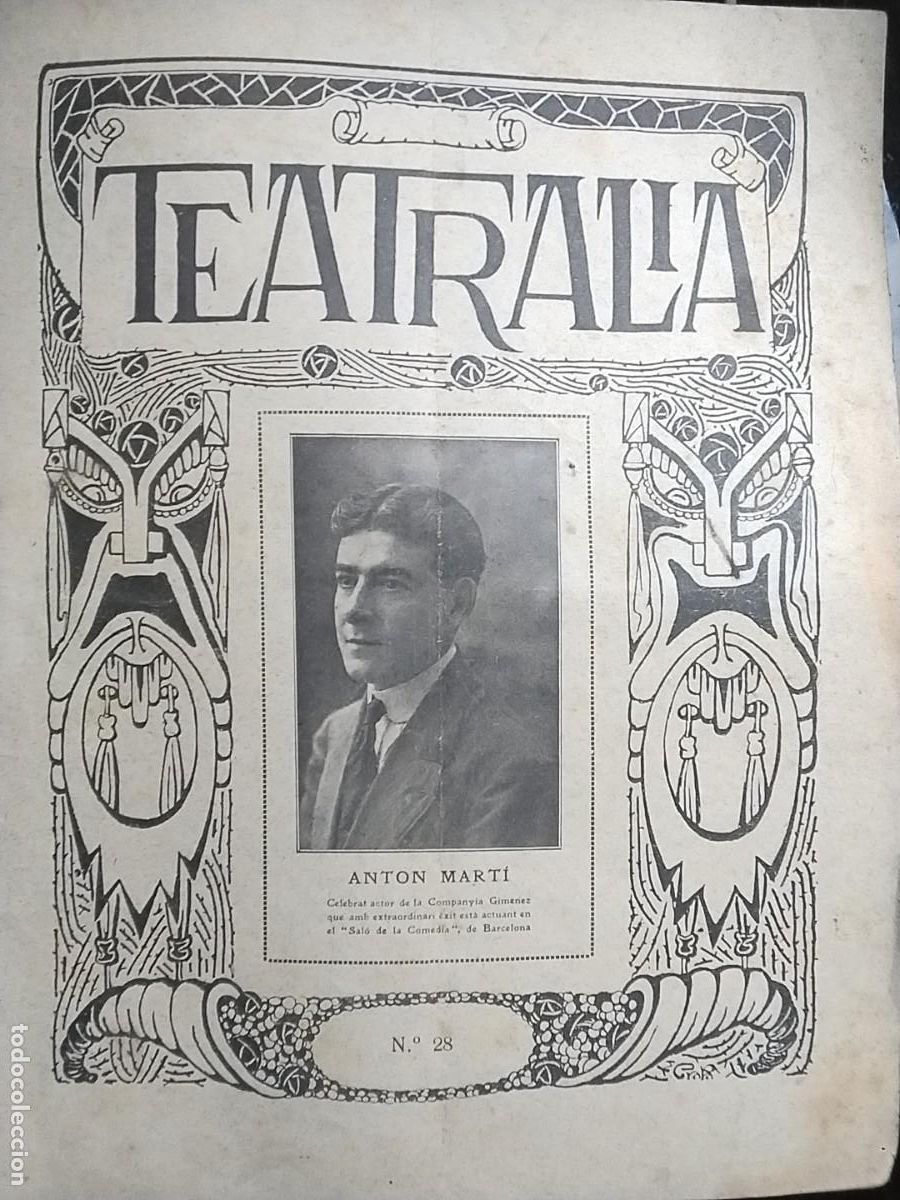 TEATRALIA
ANTON MARTÍ
Celebrat actor de la Companyia Gimenez
que amb extraordinari èxit està actuant en
el "Saló de la Comedia", de Barcelona
N.º 28
todocoleccion